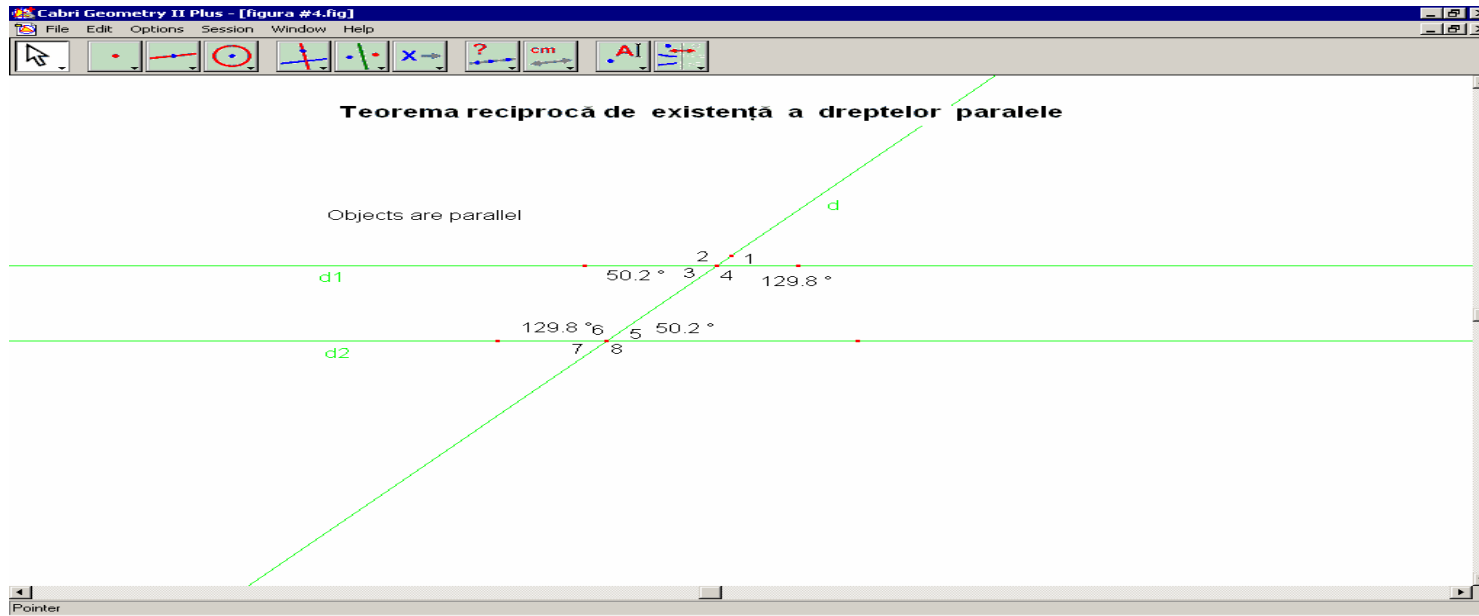 Cabri Geometry II Plus - [figura #4.fig]
File Edit Options Session Window Help
? cm A
Teorema reciprocă de existență a dreptelor paralele
d
Objects are parallel
2 1
d1 50.2 ° 3 4 129.8 °
129.8 ° 6 5 50.2 °
d2 7 8
Pointer